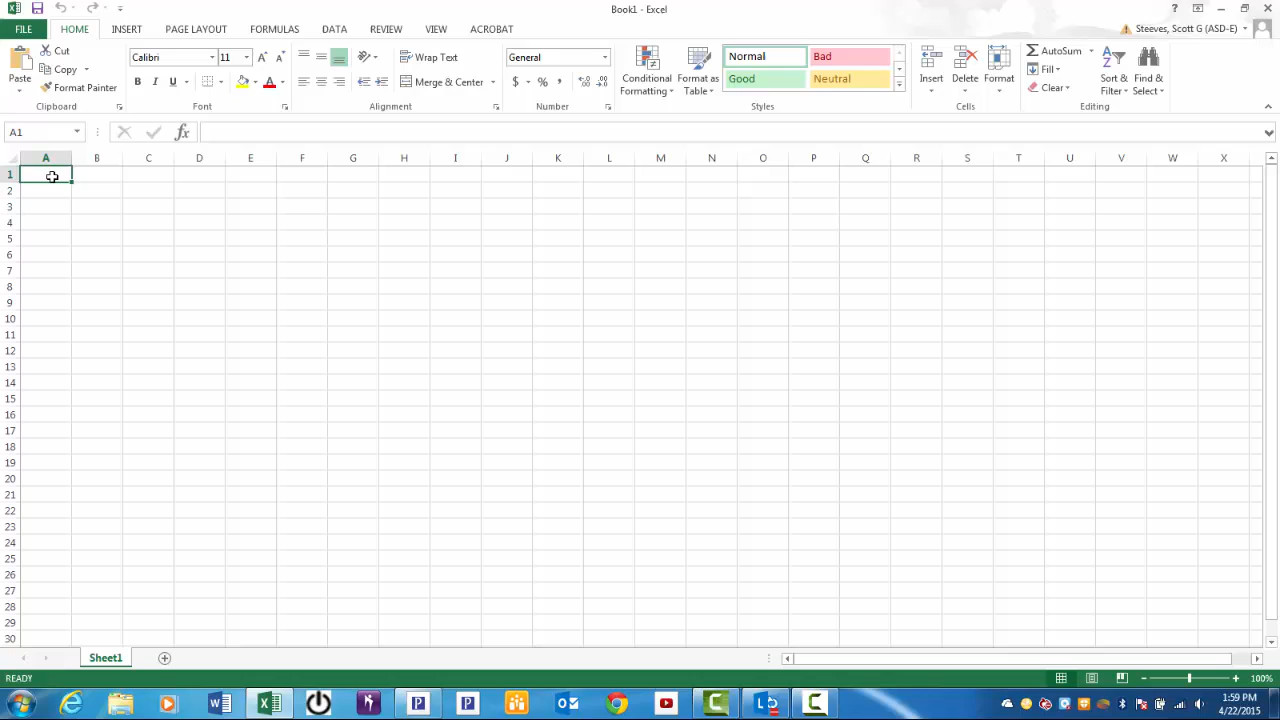 Book1 - Excel
FILE HOME INSERT PAGE LAYOUT FORMULAS DATA REVIEW VIEW ACROBAT Steeves, Scott G (ASD-E)
Paste Cut Copy Format Painter
Clipboard
Calibri 11
B I U A
Font
Wrap Text
Merge & Center
Alignment
General
$ % ,
Number
Conditional Formatting
Format as Table
Normal Bad
Good Neutral
Styles
Insert Delete Format
Cells
AutoSum
Fill
Clear
Sort & Filter
Find & Select
Editing
A1 fx
A B C D E F G H I J K L M N O P Q R S T U V W X
1
2
3
4
5
6
7
8
9
10
11
12
13
14
15
16
17
18
19
20
21
22
23
24
25
26
27
28
29
30
Sheet1
READY 100%
1:59 PM
4/22/2015